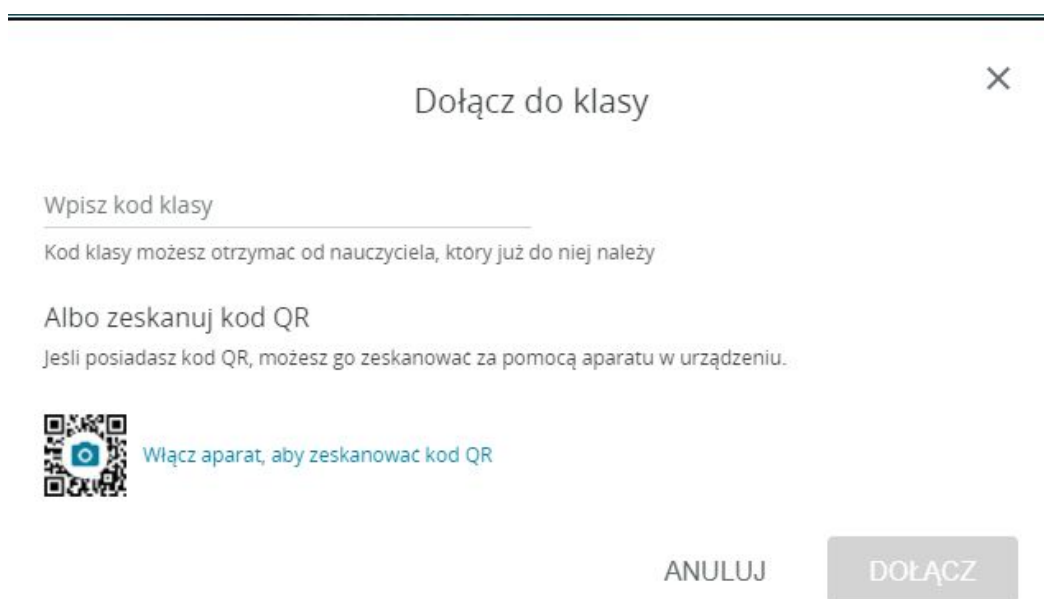 Dołącz do klasy
Wpisz kod klasy
Kod klasy możesz otrzymać od nauczyciela, który już do niej należy
Albo zeskanuj kod QR
Jeśli posiadasz kod QR, możesz go zeskanować za pomocą aparatu w urządzeniu.
Włącz aparat, aby zeskanować kod QR
ANULUJ DOŁĄCZ